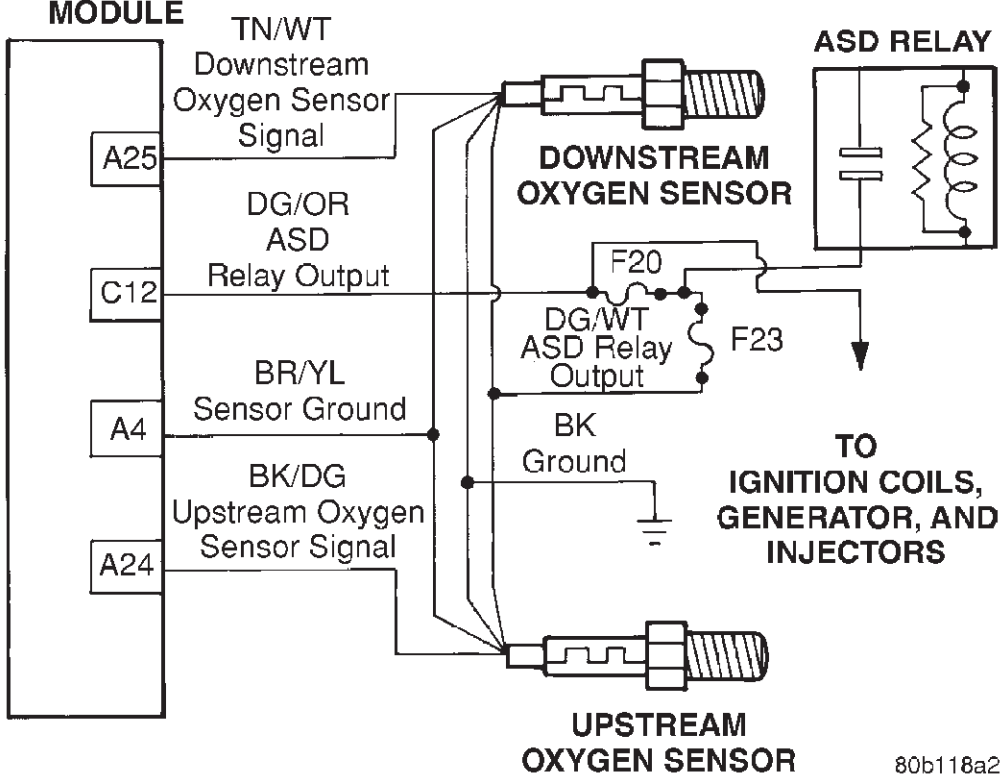 MODULE
TN/WT
Downstream
Oxygen Sensor
Signal
A25
DOWNSTREAM
OXYGEN SENSOR
ASD RELAY
DG/OR
ASD
Relay Output
C12
F20
DG/WT
ASD Relay
Output
F23
BR/YL
Sensor Ground
A4
BK
Ground
TO
IGNITION COILS,
GENERATOR, AND
INJECTORS
BK/DG
Upstream Oxygen
Sensor Signal
A24
UPSTREAM
OXYGEN SENSOR
80b118a2